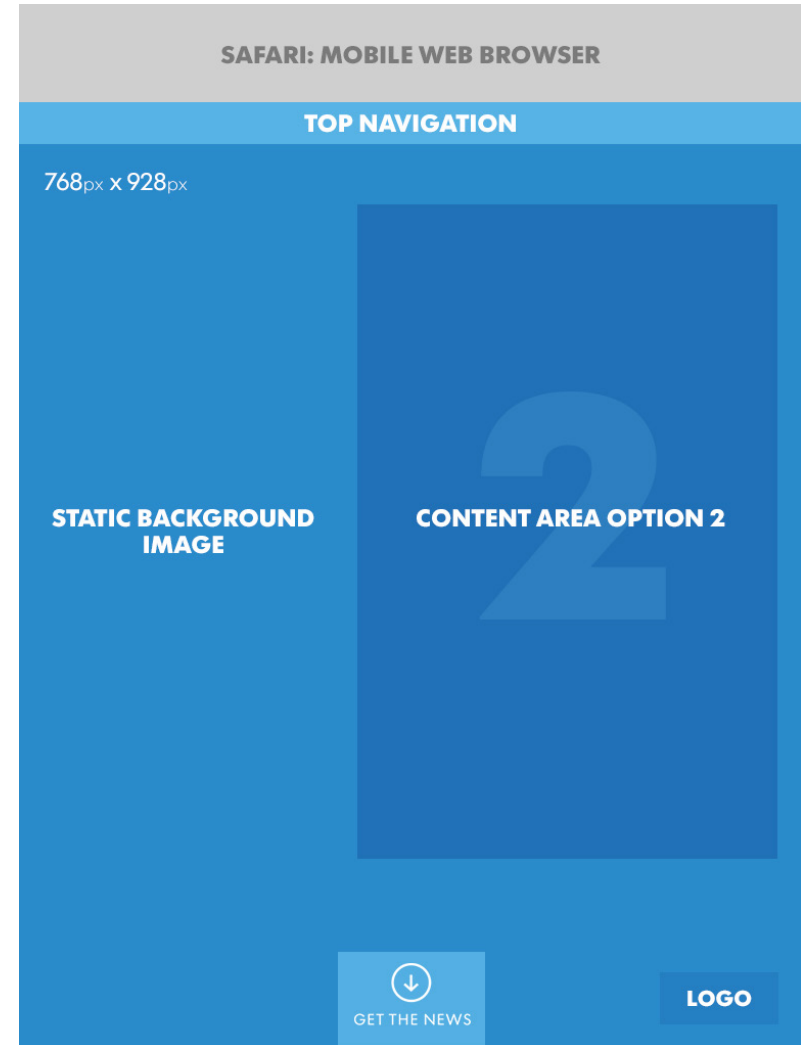 SAFARI: MOBILE WEB BROWSER
TOP NAVIGATION
768px x 928px
2
STATIC BACKGROUND
IMAGE
CONTENT AREA OPTION 2
GET THE NEWS
LOGO